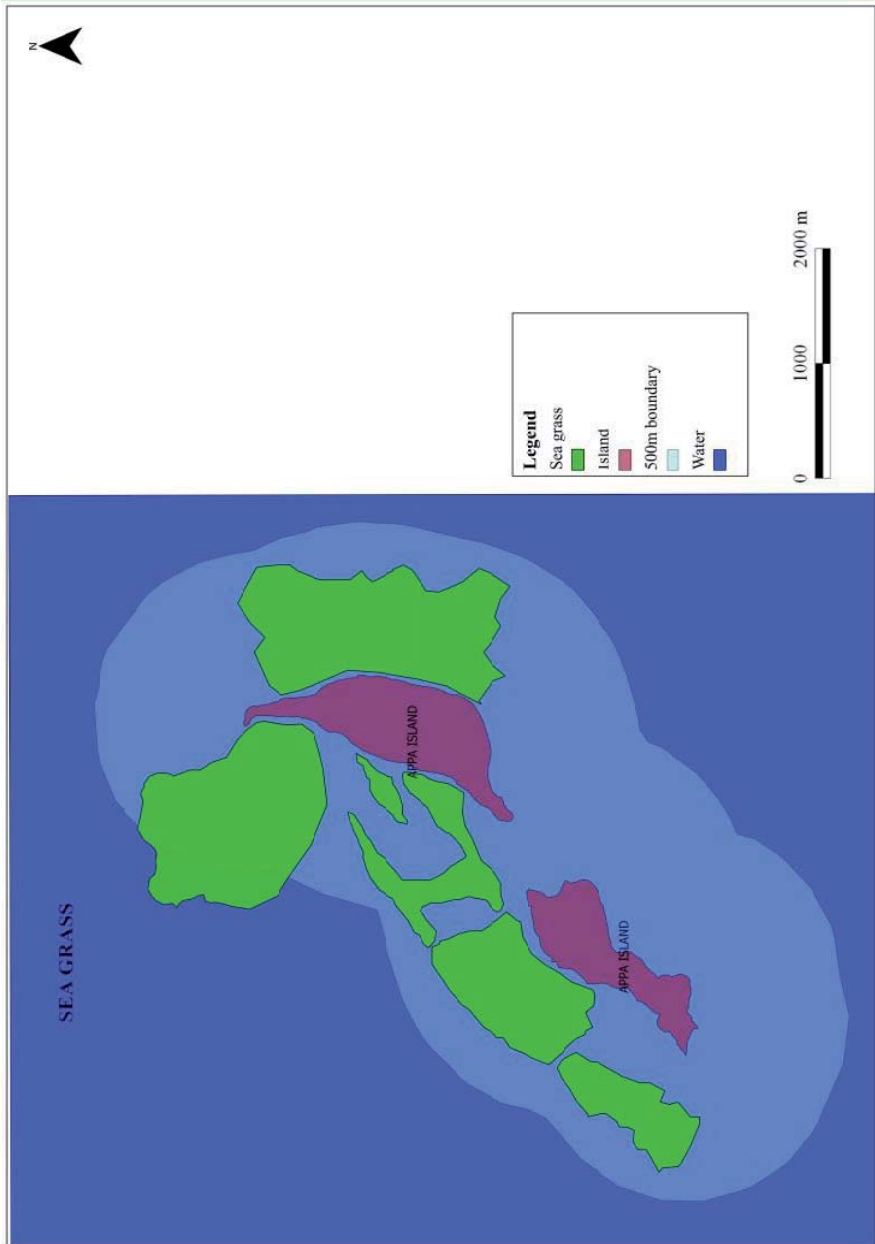 SEA GRASS
N
APPA ISLAND
APPA ISLAND
Legend
Sea grass
Island
500m boundary
Water
0 1000 2000 m